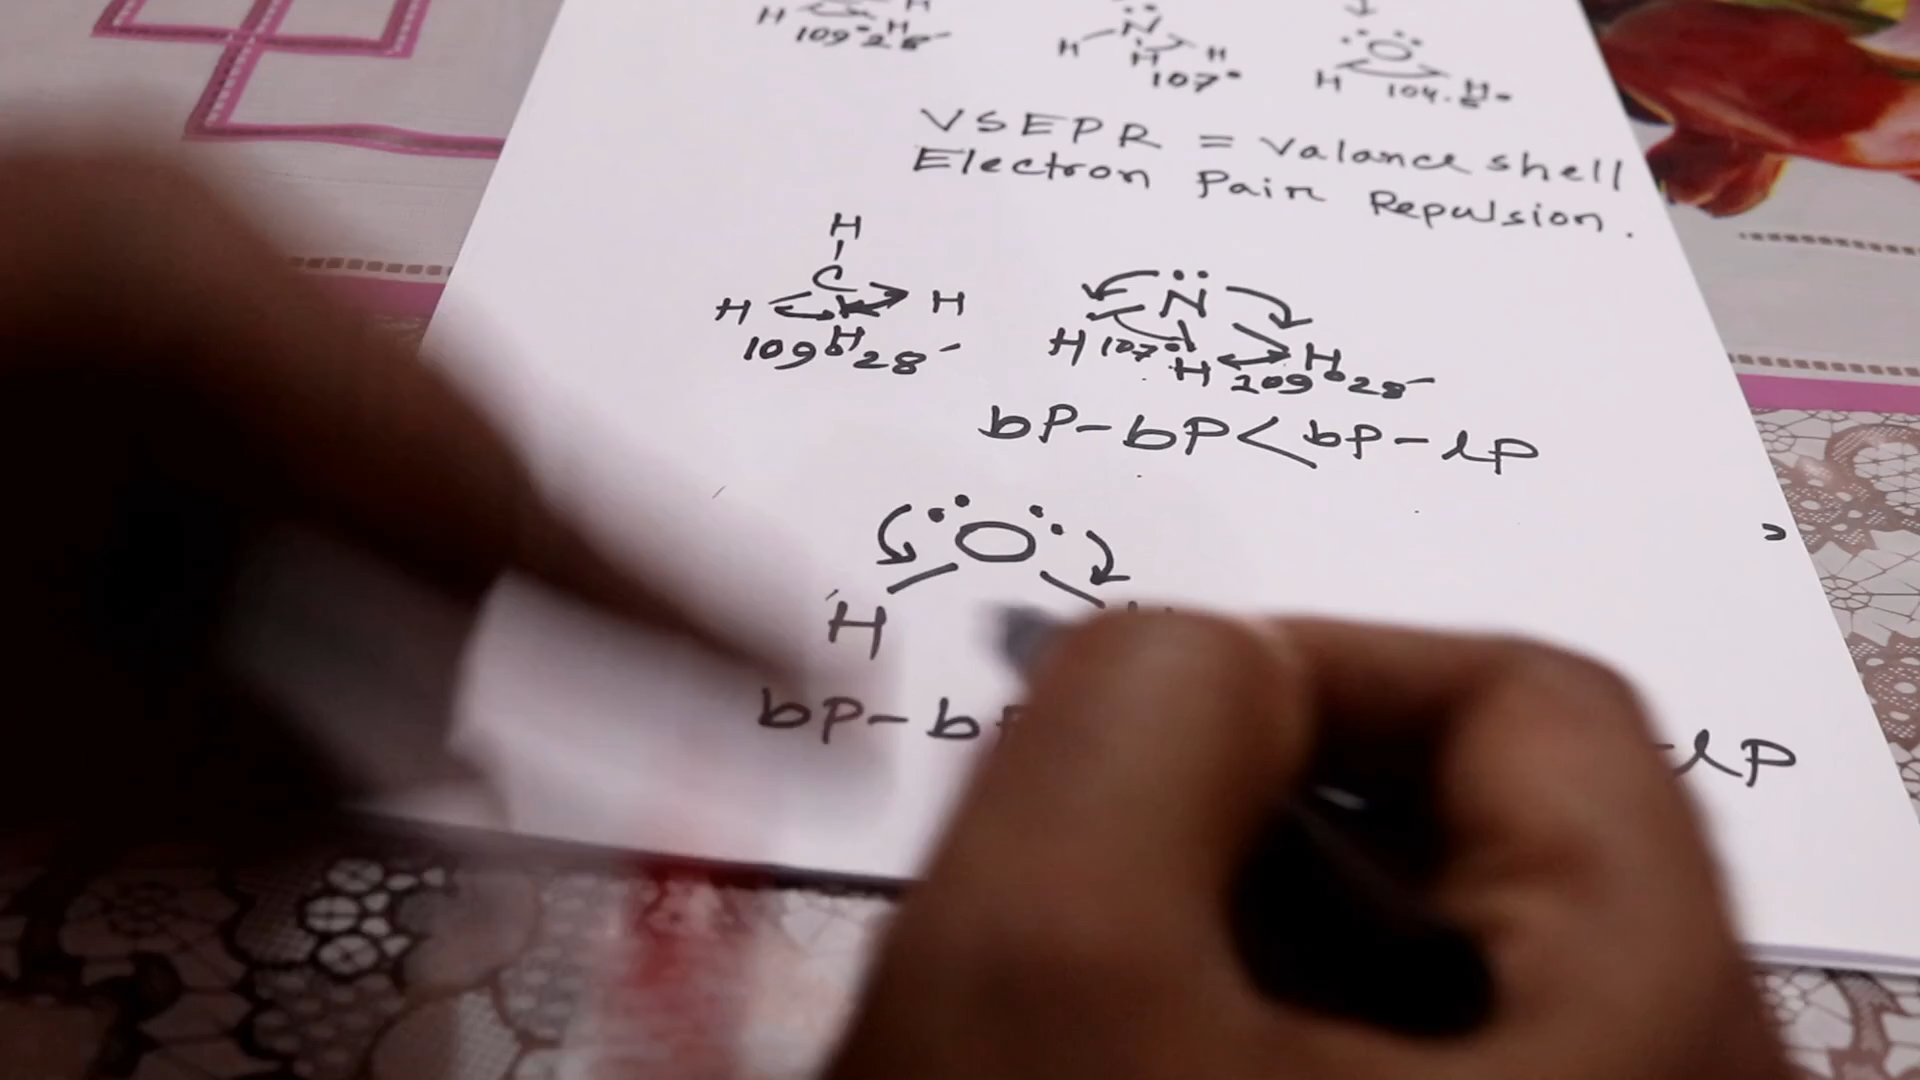 H H H
109°28′
N
H H H
107°
O
H H
104.5°
VSEPR = Valance shell
Electron Pair Repulsion.
H
C
H H
H
109°28′
N
H 107° H H
109°28′
bP-bP<bP-lP
O
H
bP-b
-lP